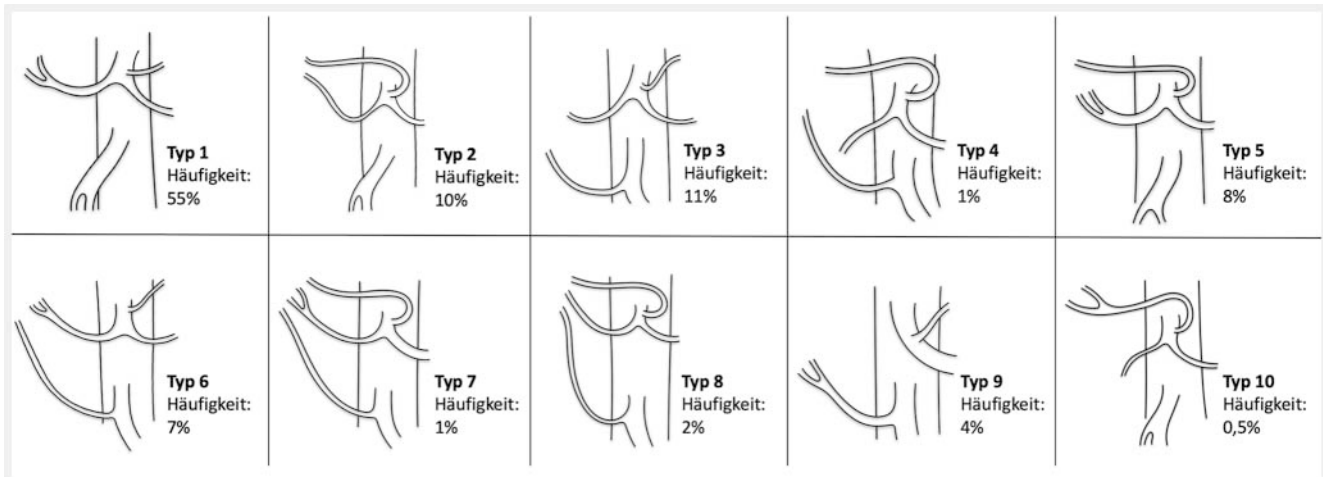 Typ 1
Häufigkeit:
55%
Typ 2
Häufigkeit:
10%
Typ 3
Häufigkeit:
11%
Typ 4
Häufigkeit:
1%
Typ 5
Häufigkeit:
8%
Typ 6
Häufigkeit:
7%
Typ 7
Häufigkeit:
1%
Typ 8
Häufigkeit:
2%
Typ 9
Häufigkeit:
4%
Typ 10
Häufigkeit:
0,5%